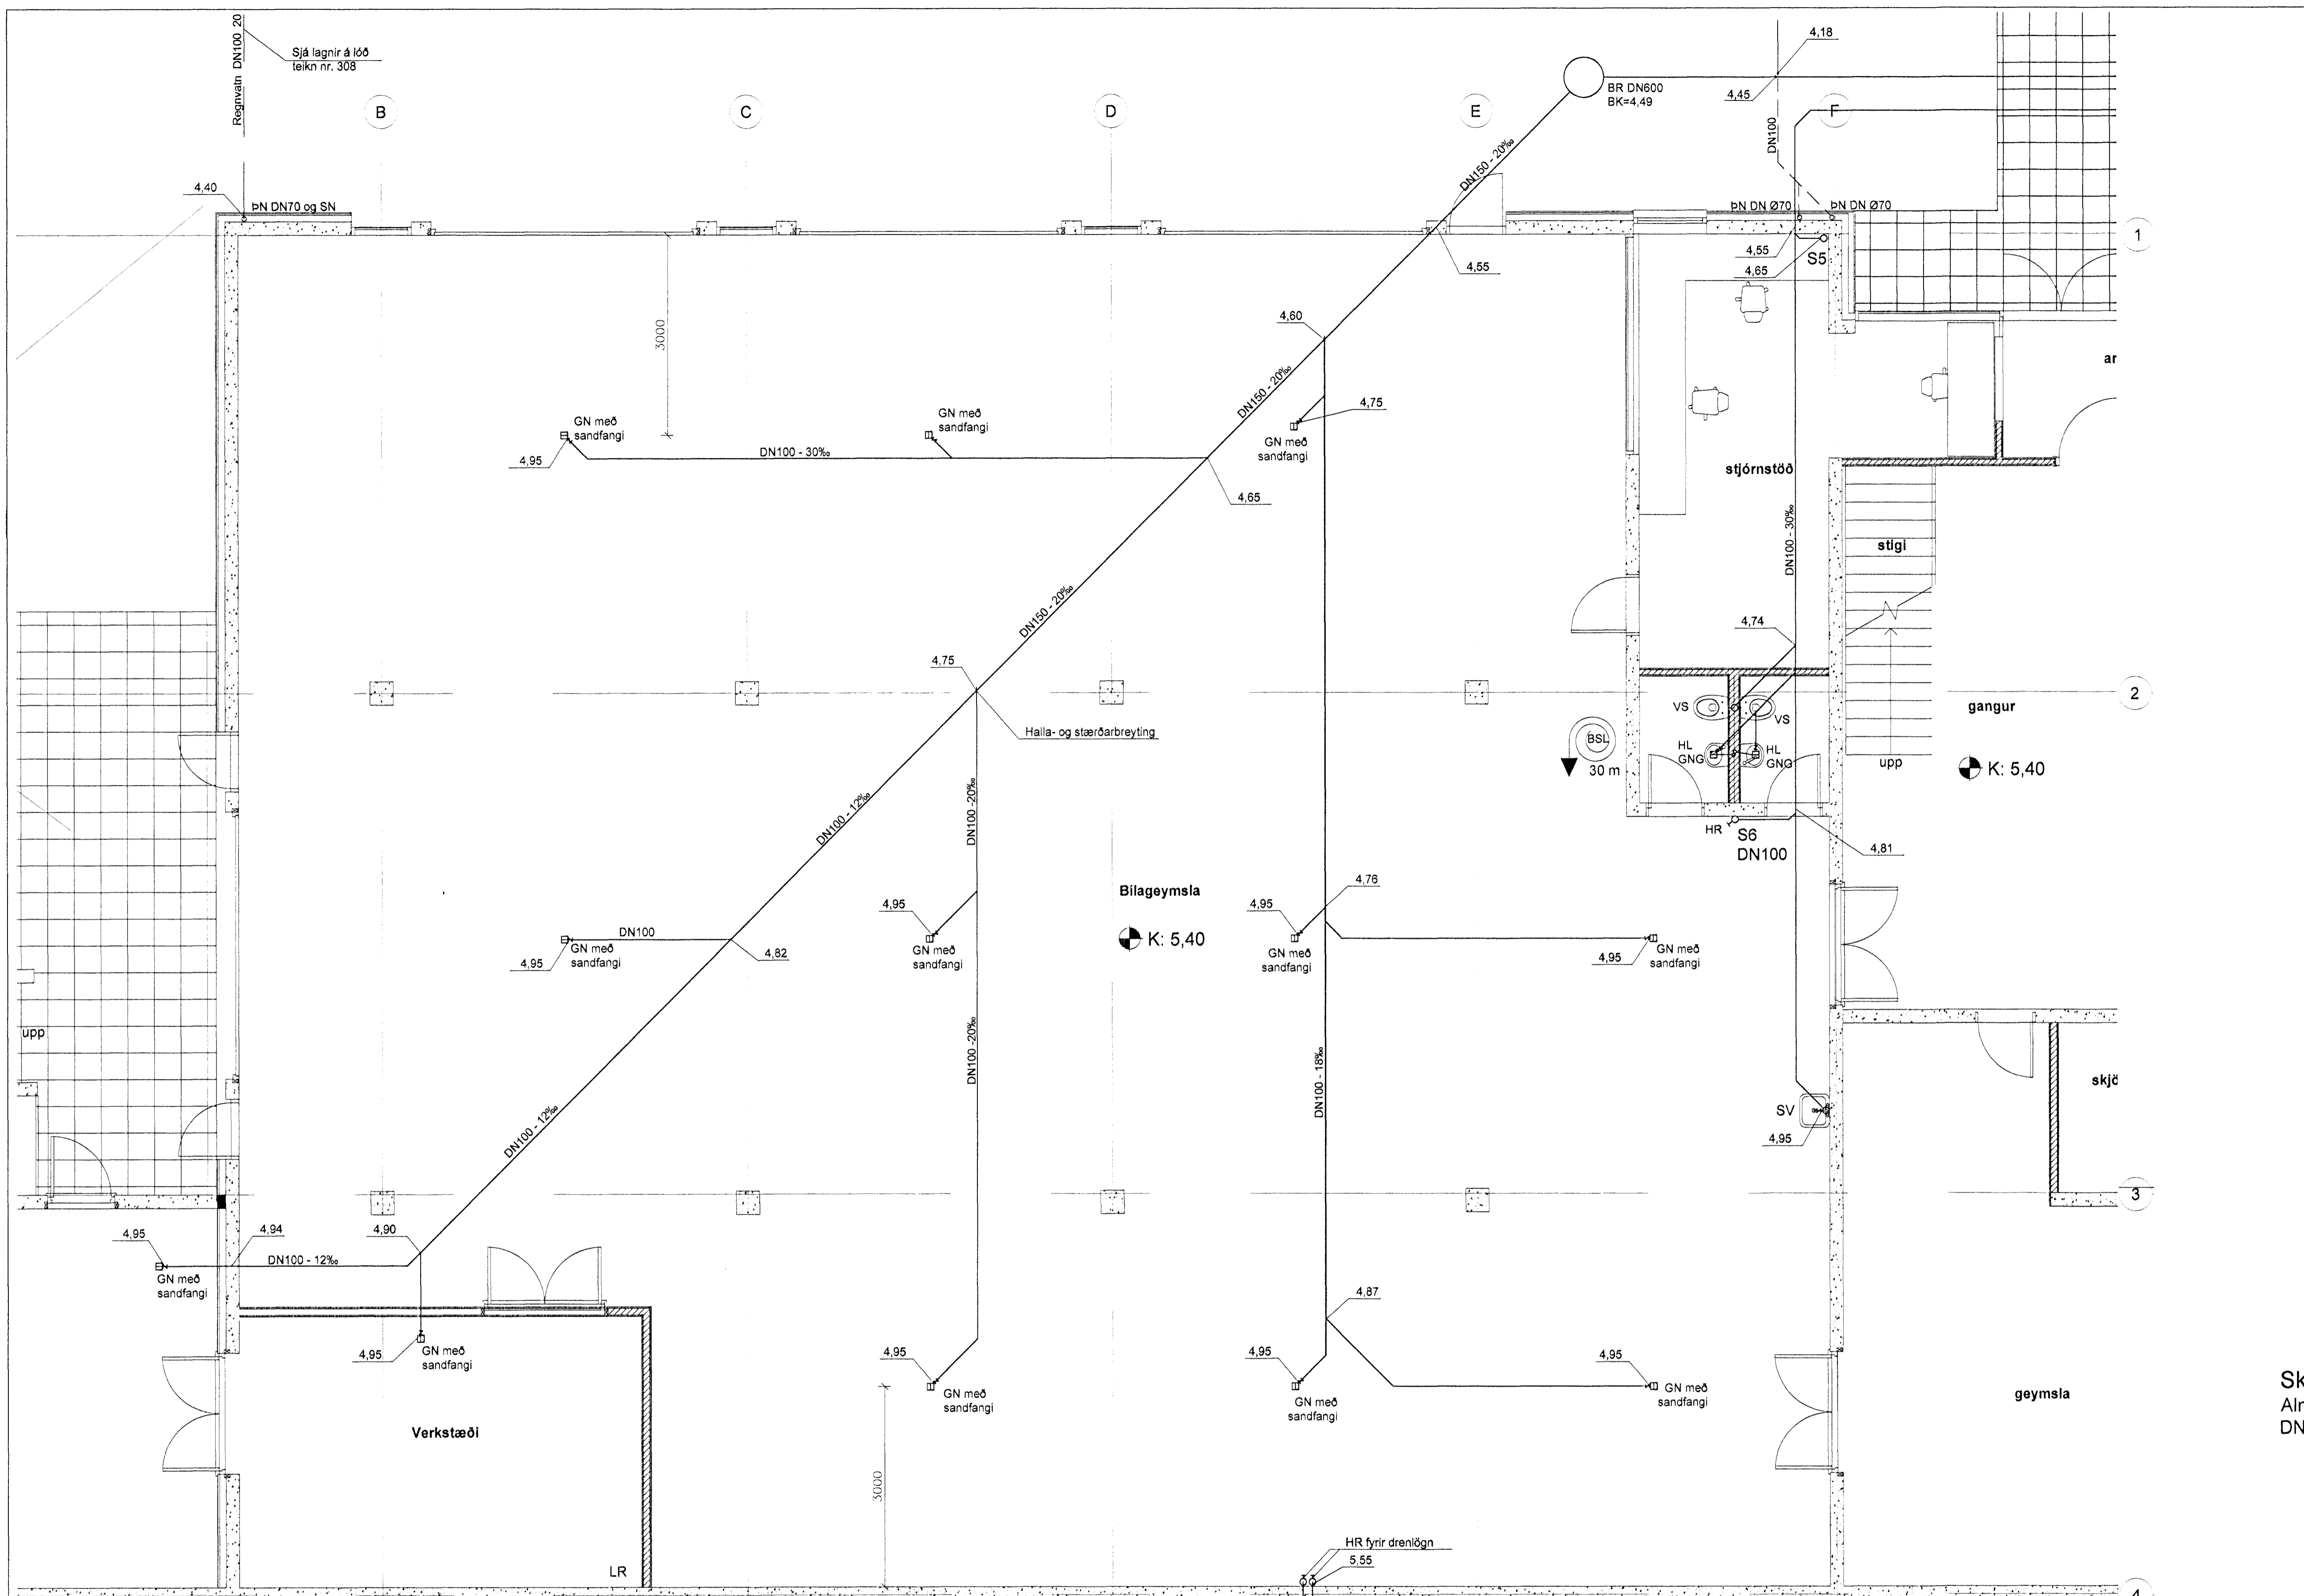 Regnvatn DN100 20
Sjá lagnir á lóð
teikn nr. 308
B
C
D
E
F
BR DN600
BK=4,49
4,18
4,45
DN100
4,40
ÞN DN70 og SN
DN150 - 20‰
ÞN DN Ø70
ÞN DN Ø70
1
4,55
4,55
4,65
S5
3000
4,60
DN150 - 20‰
4,75
GN með
sandfangi
GN með
sandfangi
GN með
sandfangi
4,95
DN100 - 30‰
4,65
ar
stjórnstöð
DN100 - 30‰
stigi
DN150 - 20‰
4,74
4,75
2
Halla- og stærðarbreyting
VS
VS
gangur
BSL
30 m
HL
GNG
HL
GNG
upp
K: 5,40
DN100 - 12‰
DN100 -20‰
HR
S6
DN100
4,81
4,76
Bílageymsla
K: 5,40
4,95
4,95
DN100
GN með
sandfangi
4,95
4,82
GN með
sandfangi
GN með
sandfangi
4,95
GN með
sandfangi
upp
DN100 -20‰
DN100 - 18‰
DN100 - 12‰
skjö
SV
4,95
3
4,95
4,94
4,90
DN100 - 12‰
GN með
sandfangi
4,87
4,95
GN með
sandfangi
4,95
GN með
sandfangi
4,95
GN með
sandfangi
4,95
GN með
sandfangi
Verkstæði
geymsla
Sk
Alr
DN
3000
HR fyrir drenlögn
5,55
LR
4